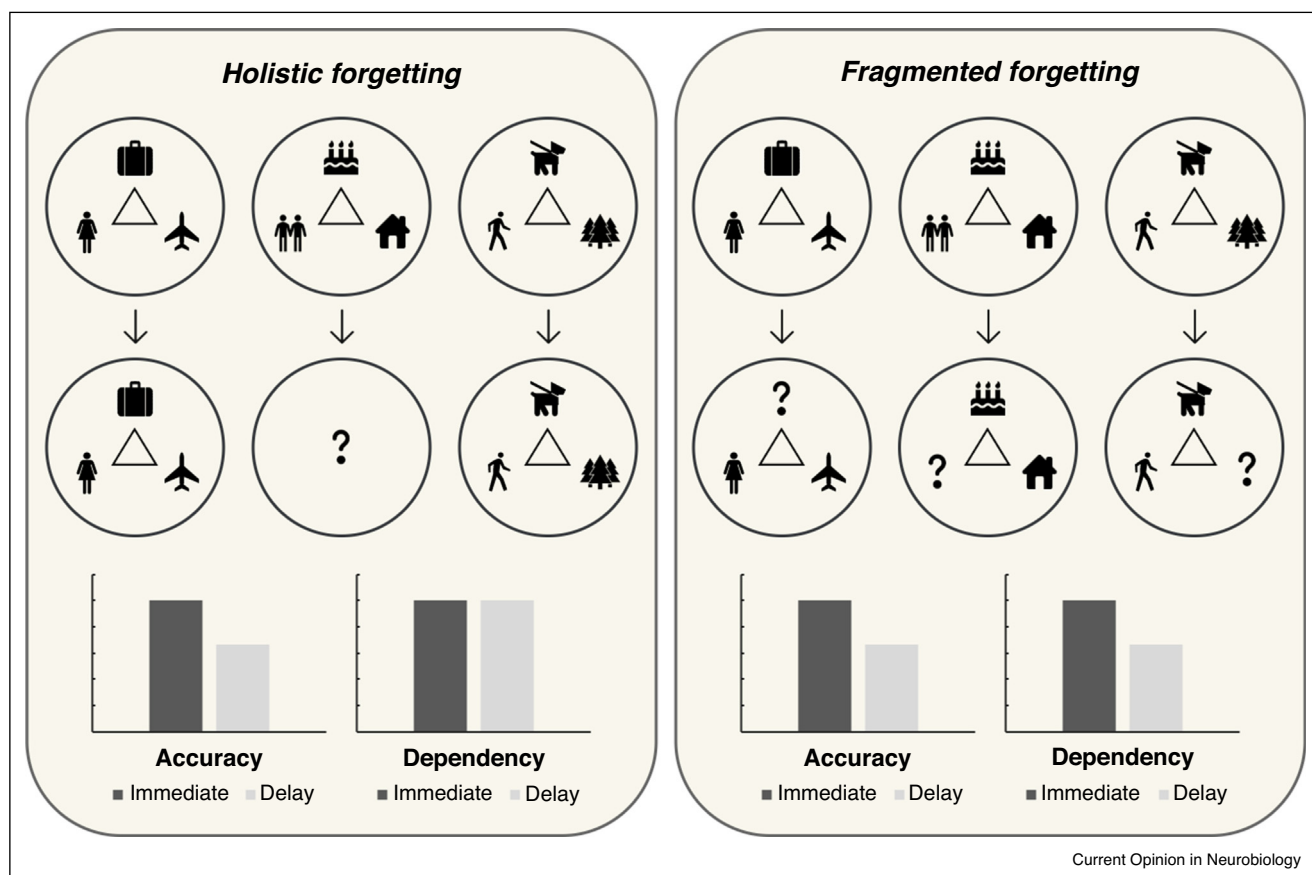 Holistic forgetting
?
Accuracy
Immediate Delay
Dependency
Immediate Delay
Fragmented forgetting
?
?
?
Accuracy
Immediate Delay
Dependency
Immediate Delay
Current Opinion in Neurobiology